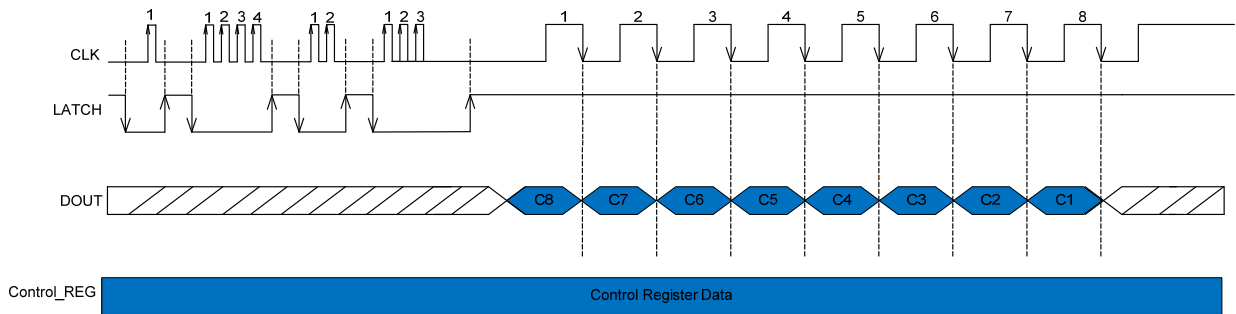 1 1 2 3 4 1 2 1 2 3 1 2 3 4 5 6 7 8
CLK
LATCH
DOUT C8 C7 C6 C5 C4 C3 C2 C1
Control_REG Control Register Data